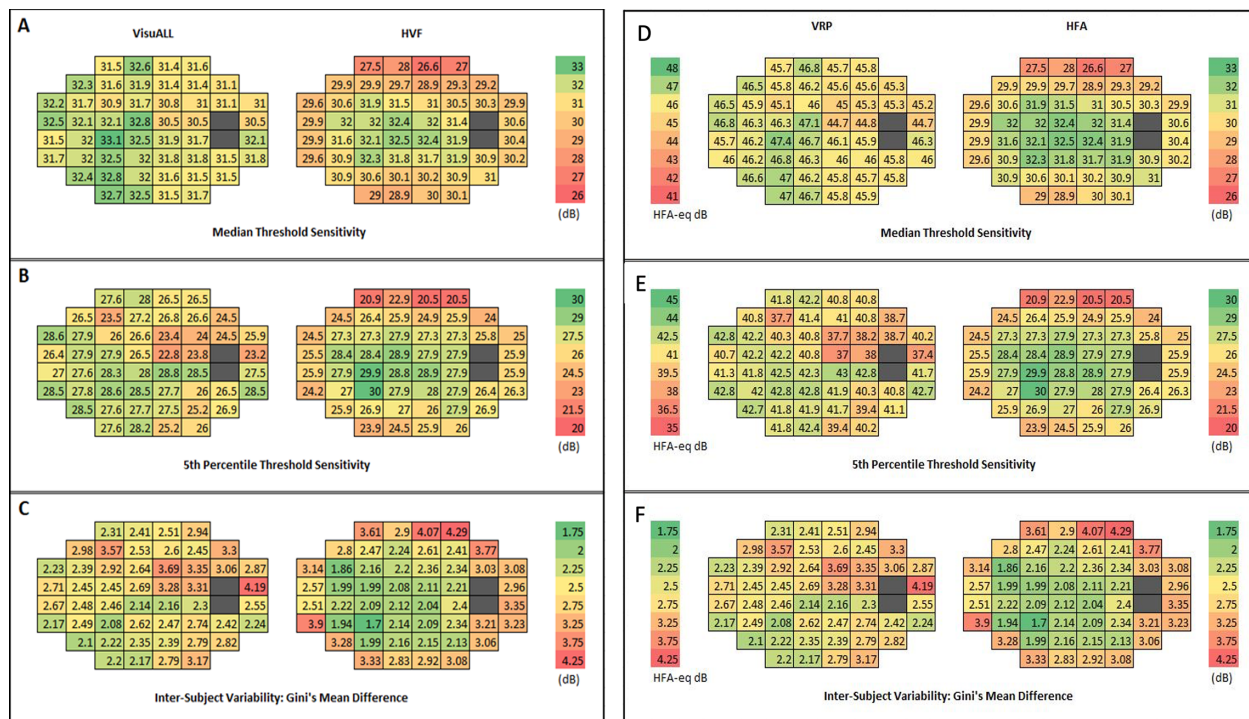 A
VisuALL
HVF
31.5 32.6 31.4 31.6
32.3 31.6 31.9 31.4 31.4 31.1
32.2 31.7 30.9 31.7 30.8 31 31.1 31
32.5 32.1 32.1 32.8 30.5 30.5 31
31.5 32 33.1 32.5 31.9 31.7 32.1
31.7 32 32.5 32 31.8 31.8 31.5 31.8
32.4 32.8 32 31.6 31.5 31.5
32.7 32.5 31.5 31.7
27.5 28 26.6 27
29.9 29.9 29.7 28.9 29.3 29.2
29.6 30.6 31.9 31.5 31 30.5 30.3 29.9
29.9 32 32 32.4 32 31.4 30.6
29.9 31.6 32.1 32.5 32.4 31.9 30.4
29.6 30.9 32.3 31.8 31.7 31.9 30.9 30.2
30.9 30.6 30.1 30.2 30.9 31
29 28.9 30 30.1
33
32
31
30
29
28
27
26
(dB)
Median Threshold Sensitivity
B
27.6 28 26.5 26.5
26.5 23.5 27.2 26.8 26.6 24.5
28.6 27.9 26 26.6 23.4 24 24.5 25.9
26.4 27.9 27.9 26.5 22.8 23.8 23.2
27 27.6 28.3 28 28.8 28.5 27.5
28.5 27.8 28.6 28.5 27.7 26 26.5 28.5
28.5 27.6 27.7 27.5 25.2 26.9
27.6 28.2 25.2 26
20.9 22.9 20.5 20.5
24.5 26.4 25.9 24.9 25.9 24
24.5 27.3 27.3 27.9 27.3 27.9 25.8 25
25.5 28.4 28.4 28.9 27.9 27.9 25.9
25.5 27.9 29.9 28.8 28.9 27.9 25.9
24.2 27 30 27.9 28 27.9 26.4 26.3
25.9 26.9 27 26 27.9 26.9
23.9 24.5 25.9 26
30
29
27.5
26
24.5
23
21.5
20
(dB)
5th Percentile Threshold Sensitivity
C
2.31 2.41 2.51 2.94
2.98 3.57 2.53 2.6 2.45 3.3
2.23 2.39 2.92 2.64 3.69 3.35 3.06 2.87
2.71 2.45 2.45 2.69 3.28 3.31 4.19
2.67 2.48 2.46 2.14 2.16 2.3 2.55
2.17 2.49 2.08 2.62 2.47 2.74 2.42 2.24
2.1 2.22 2.35 2.39 2.79 2.82
2.2 2.17 2.79 3.17
3.61 2.9 4.07 4.29
2.8 2.47 2.24 2.61 2.41 3.77
3.14 1.86 2.16 2.2 2.36 2.34 3.03 3.08
2.57 1.99 1.99 2.08 2.11 2.21 2.96
2.51 2.22 2.09 2.12 2.04 2.4 3.35
3.9 1.94 1.7 2.14 2.09 2.34 3.21 3.23
3.28 1.99 2.16 2.15 2.13 3.06
3.33 2.83 2.92 3.08
1.75
2
2.25
2.5
2.75
3.25
3.75
4.25
(dB)
Inter-Subject Variability: Gini's Mean Difference
D
VRP
HFA
48
47
46
45
44
43
42
41
HFA-eq dB
45.7 46.8 45.7 45.8
46.5 45.8 46.2 45.6 45.6 45.3
46.5 45.9 45.1 46 45 45.3 45.3 45.2
46.8 46.3 46.3 47.1 44.7 44.8 44.7
45.7 46.2 47.4 46.7 46.1 45.9 46.3
46 46.2 46.8 46.3 46 46 45.8 46
46.6 47 46.2 45.8 45.7 45.8
47 46.7 45.8 45.9
27.5 28 26.6 27
29.9 29.9 29.7 28.9 29.3 29.2
29.6 30.6 31.9 31.5 31 30.5 30.3 29.9
29.9 32 32 32.4 32 31.4 30.6
29.9 31.6 32.1 32.5 32.4 31.9 30.4
29.6 30.9 32.3 31.8 31.7 31.9 30.9 30.2
30.9 30.6 30.1 30.2 30.9 31
29 28.9 30 30.1
33
32
31
30
29
28
27
26
(dB)
Median Threshold Sensitivity
E
45
44
42.5
41
39.5
38
36.5
35
HFA-eq dB
41.8 42.2 40.8 40.8
40.8 37.7 41.4 41 40.8 38.7
42.8 42.2 40.3 40.8 37.7 38.2 38.7 40.2
40.7 42.2 42.2 40.8 37 38 37.4
41.3 41.8 42.5 42.3 43 42.8 41.7
42.8 42 42.8 42.8 41.9 40.3 40.8 42.7
42.7 41.8 41.9 41.7 39.4 41.1
41.8 42.4 39.4 40.2
20.9 22.9 20.5 20.5
24.5 26.4 25.9 24.9 25.9 24
24.5 27.3 27.3 27.9 27.3 27.9 25.8 25
25.5 28.4 28.9 28.9 27.9 27.9 25.9
25.5 27.9 29.9 28.8 28.9 27.9 25.9
24.2 27 30 27.9 28 27.9 26.4 26.3
25.9 26.9 27 26 27.9 26.9
23.9 24.5 25.9 26
30
29
27.5
26
24.5
23
21.5
20
(dB)
5th Percentile Threshold Sensitivity
F
1.75
2
2.25
2.5
2.75
3.25
3.75
4.25
HFA-eq dB
2.31 2.41 2.51 2.94
2.98 3.57 2.53 2.6 2.45 3.3
2.23 2.39 2.92 2.64 3.69 3.35 3.06 2.87
2.71 2.45 2.45 2.69 3.28 3.31 4.19
2.67 2.48 2.46 2.14 2.16 2.3 2.55
2.17 2.49 2.08 2.62 2.47 2.74 2.42 2.24
2.1 2.22 2.35 2.39 2.79 2.82
2.2 2.17 2.79 3.17
3.61 2.9 4.07 4.29
2.8 2.47 2.24 2.61 2.41 3.77
3.14 1.86 2.16 2.2 2.36 2.34 3.03 3.08
2.57 1.99 1.99 2.08 2.11 2.21 2.96
2.51 2.22 2.09 2.12 2.04 2.4 3.35
3.9 1.94 1.7 2.14 2.09 2.34 3.21 3.23
3.28 1.99 2.16 2.15 2.13 3.06
3.33 2.83 2.92 3.08
1.75
2
2.25
2.5
2.75
3.25
3.75
4.25
(dB)
Inter-Subject Variability: Gini's Mean Difference